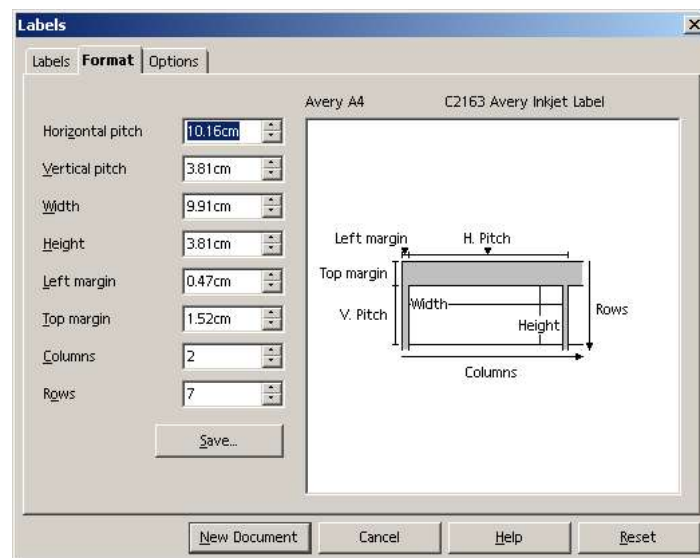 Labels
Labels Format Options
Avery A4 C2163 Avery Inkjet Label
Horizontal pitch 10.16cm
Vertical pitch 3.81cm
Width 9.91cm
Height 3.81cm
Left margin 0.47cm
Top margin 1.52cm
Columns 2
Rows 7
Save...
Left margin H. Pitch
Top margin
V. Pitch Width Rows
Height
Columns
New Document Cancel Help Reset